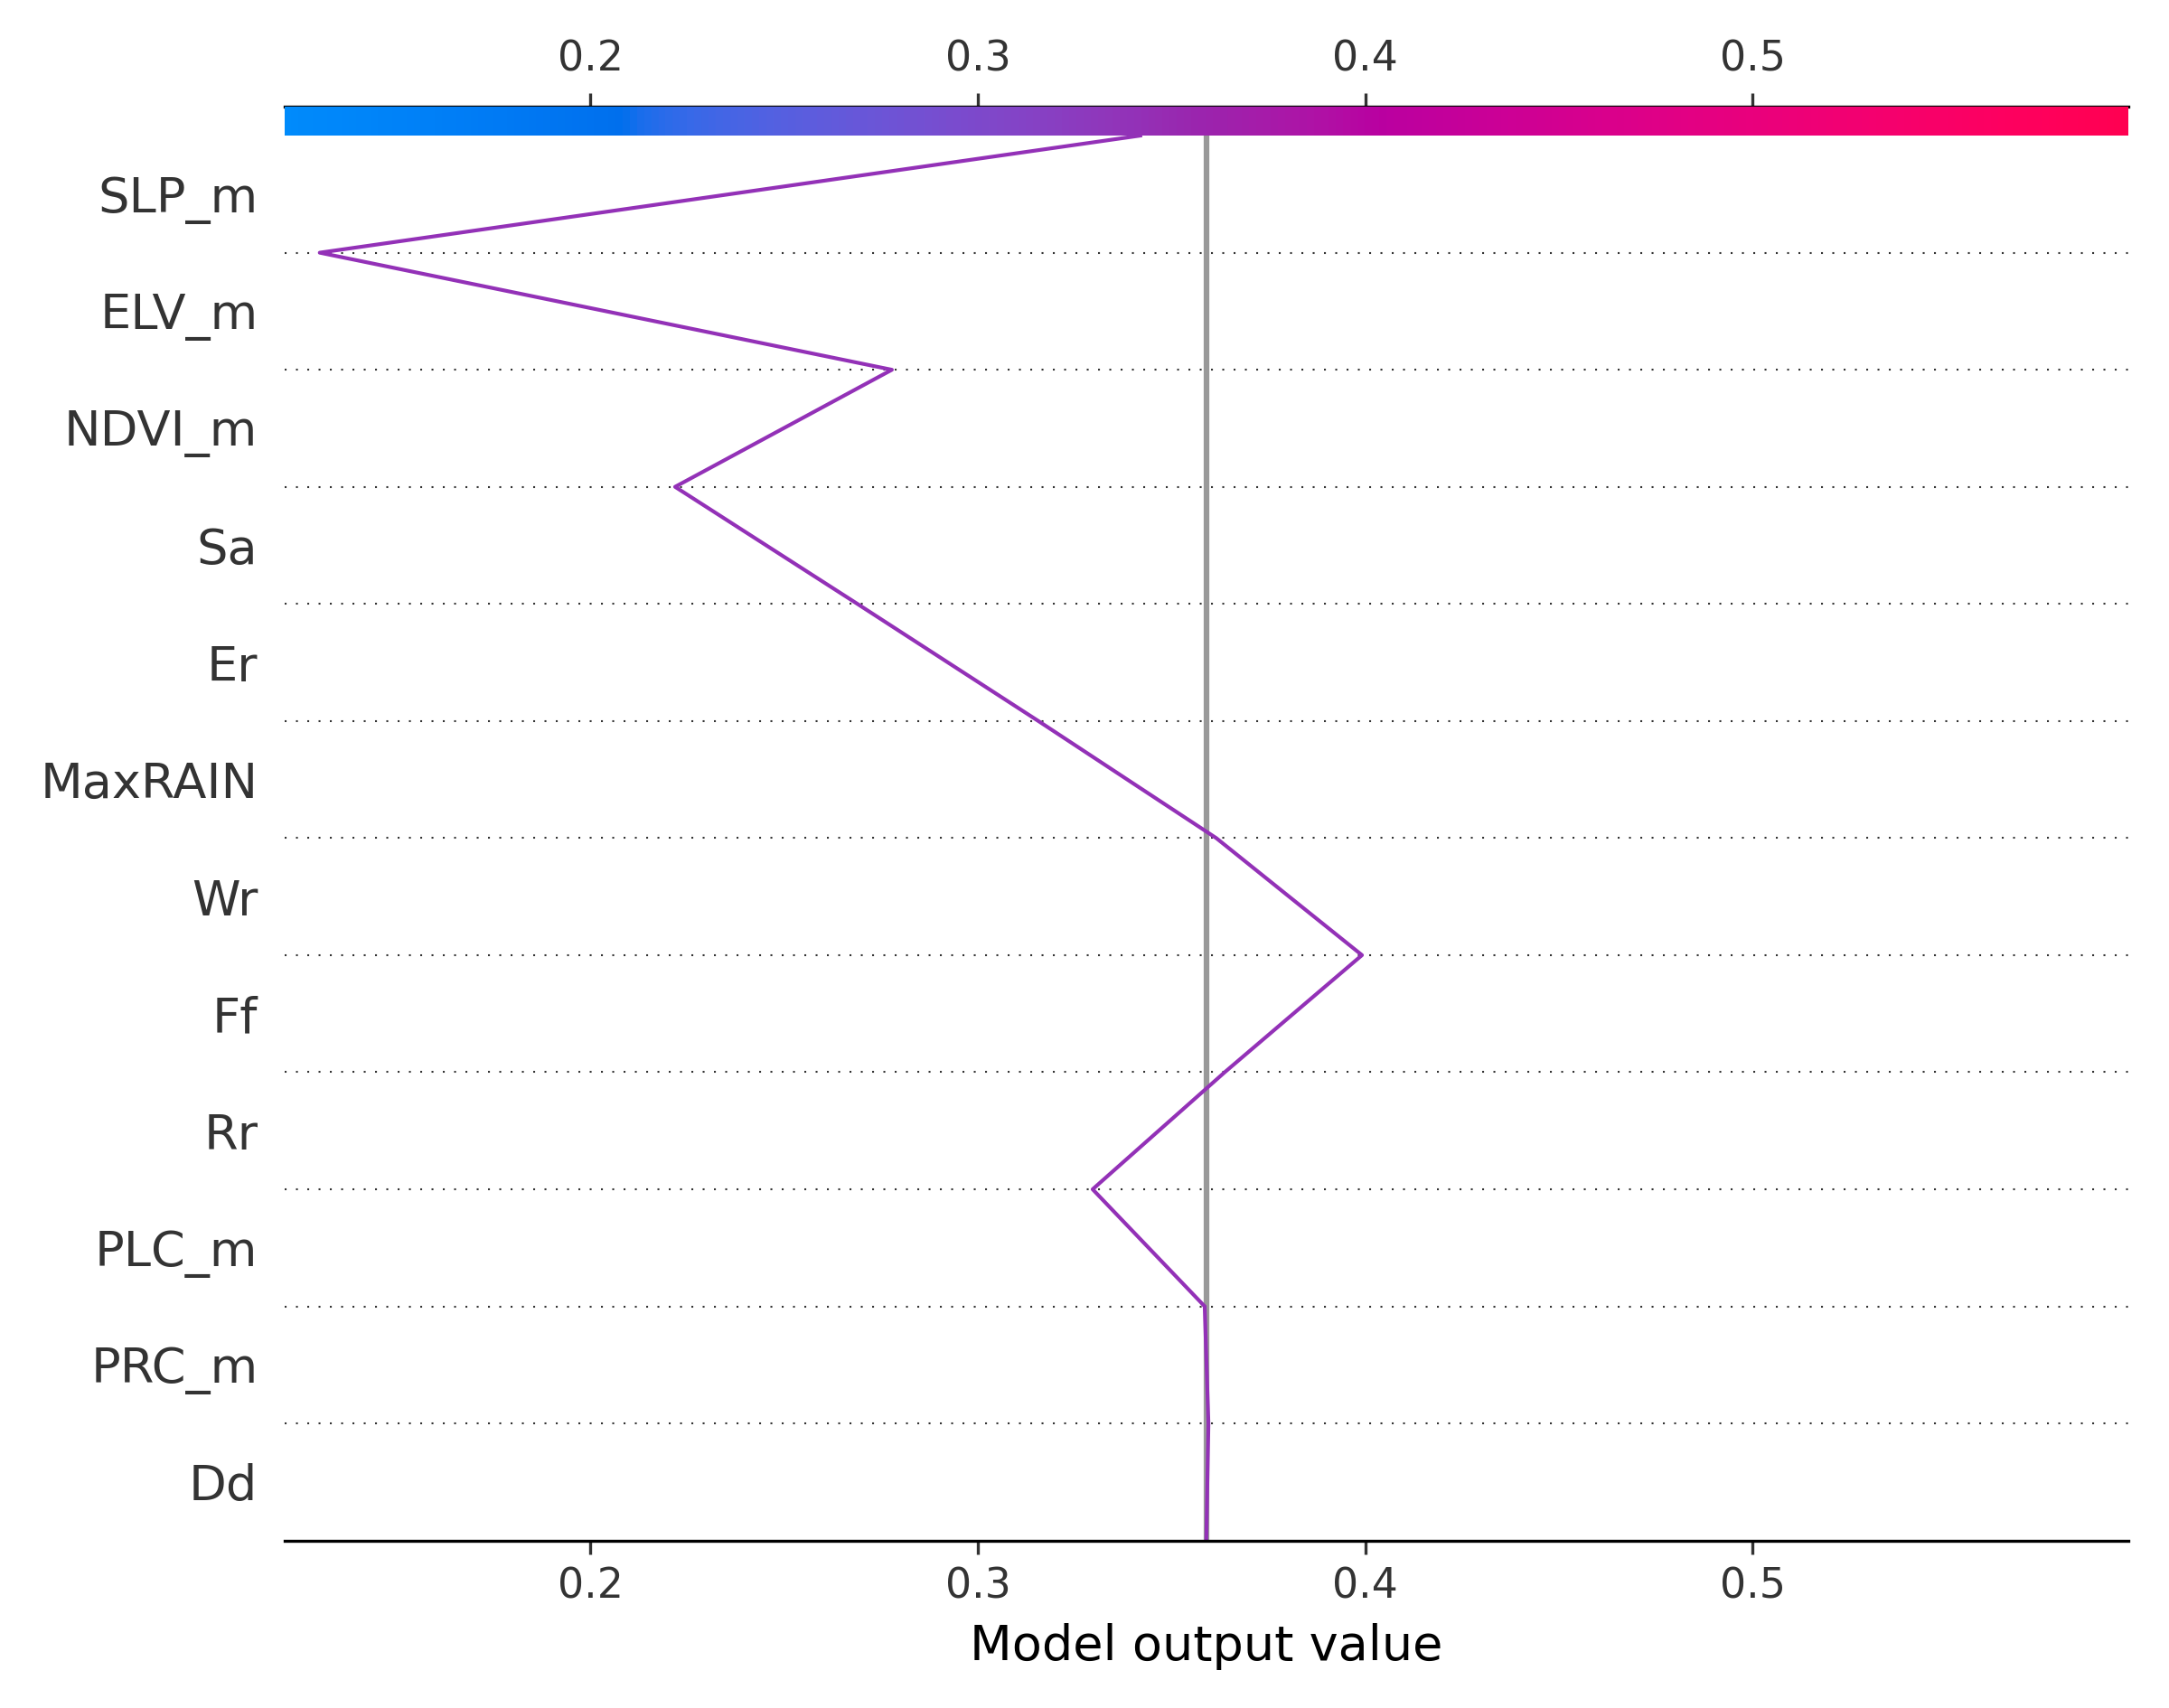 0.2 0.3 0.4 0.5
SLP_m
ELV_m
NDVI_m
Sa
Er
MaxRAIN
Wr
Ff
Rr
PLC_m
PRC_m
Dd
0.2 0.3 0.4 0.5
Model output value